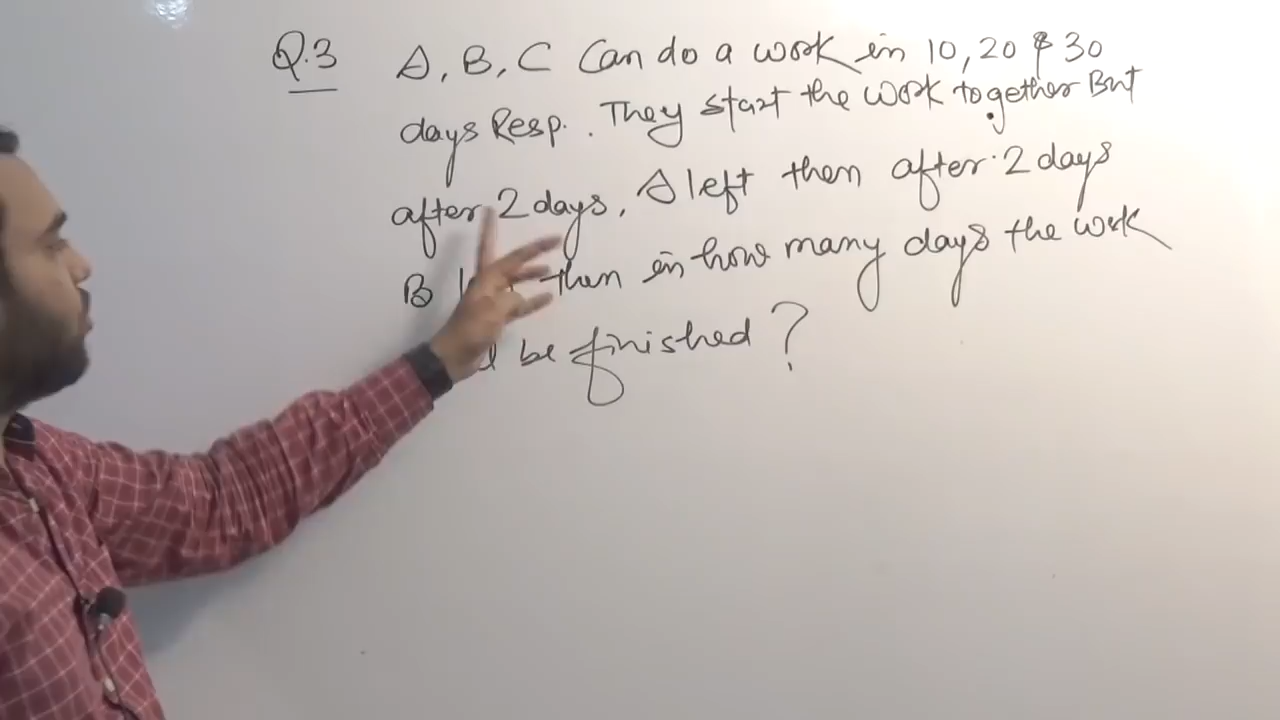 Q.3 A, B, C Can do a work in 10, 20 & 30
days Resp. . They start the work together But
after 2 days, A left then after 2 days
B then in how many days the work
be finished ?